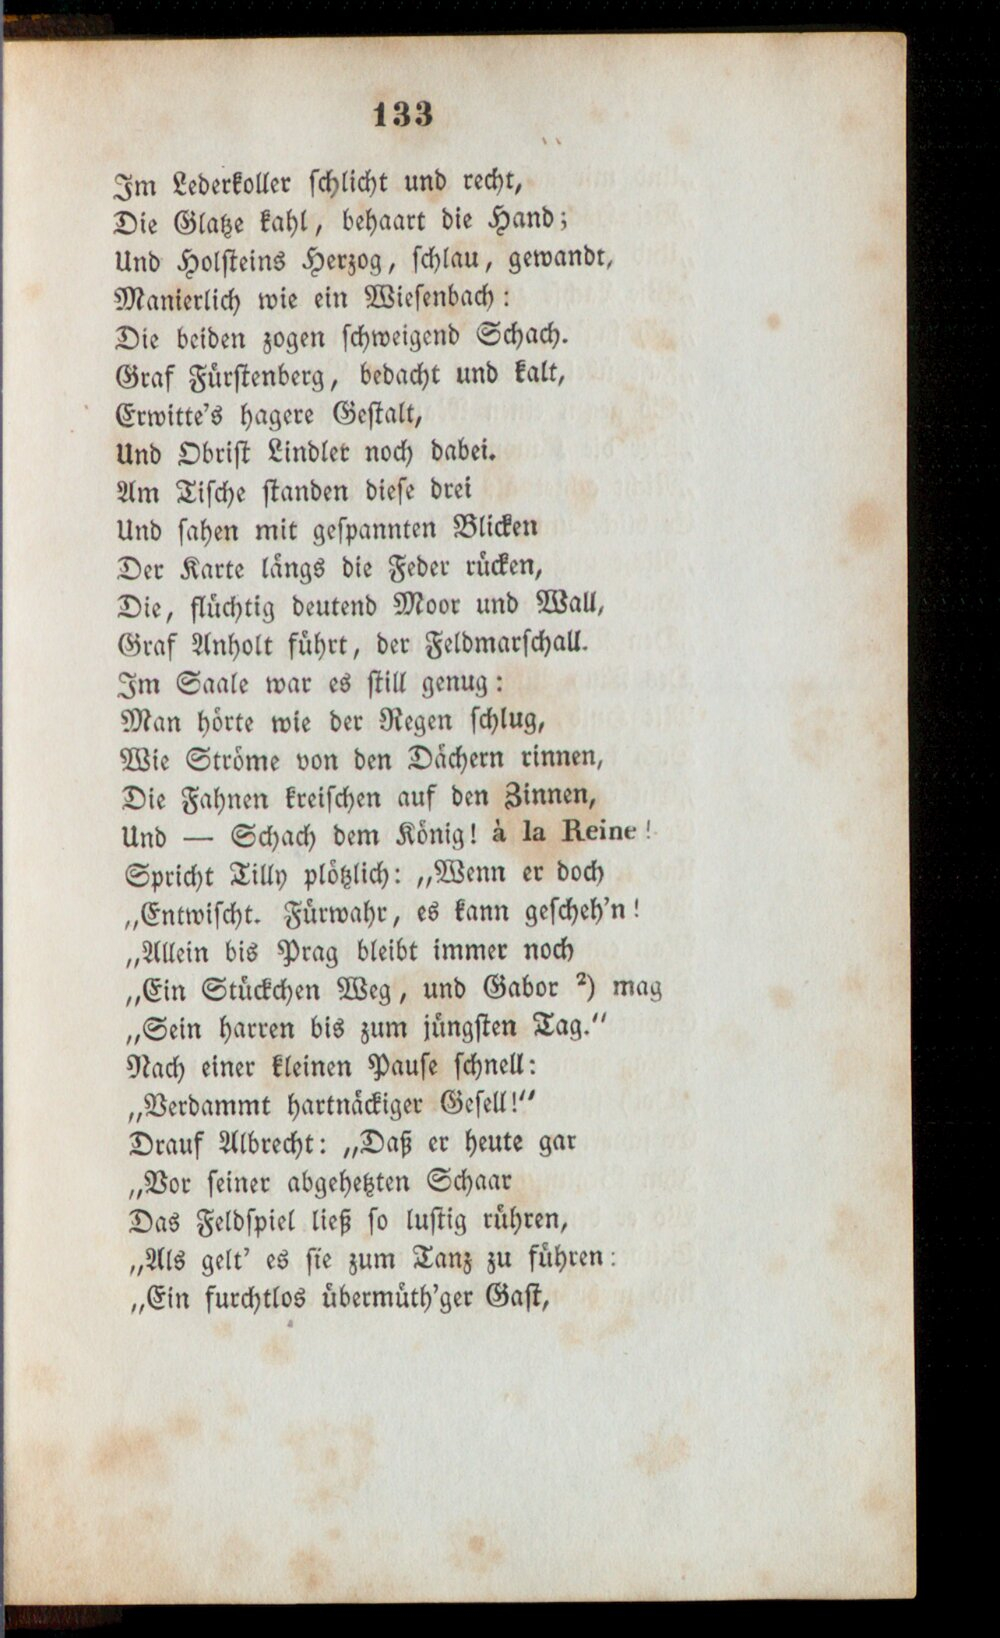 133
Im Lederkoller schlicht und recht,
Die Glatze kahl, behaart die Hand;
Und Holsteins Herzog, schlau, gewandt,
Manierlich wie ein Wiesenbach:
Die beiden zogen schweigend Schach.
Graf Fürstenberg, bedacht und kalt,
Erwitte's hagere Gestalt,
Und Obrist Lindler noch dabei.
Am Tische standen diese drei
Und sahen mit gespannten Blicken
Der Karte längs die Feder rücken,
Die, flüchtig deutend Moor und Wall,
Graf Anholt führt, der Feldmarschall.
Im Saale war es still genug:
Man hörte wie der Regen schlug,
Wie Ströme von den Dächern rinnen,
Die Fahnen kreischen auf den Zinnen,
Und — Schach dem König! à la Reine!
Spricht Tilly plötzlich: „Wenn er doch
„Entwischt. Fürwahr, es kann gescheh'n!
„Allein bis Prag bleibt immer noch
„Ein Stückchen Weg, und Gabor ²) mag
„Sein harren bis zum jüngsten Tag.“
Nach einer kleinen Pause schnell:
„Verdammt hartnäckiger Gesell!“
Drauf Albrecht: „Daß er heute gar
„Vor seiner abgehetzten Schaar
Das Feldspiel ließ so lustig rühren,
„Als gelt' es sie zum Tanz zu führen:
„Ein furchtlos übermüth'ger Gast,